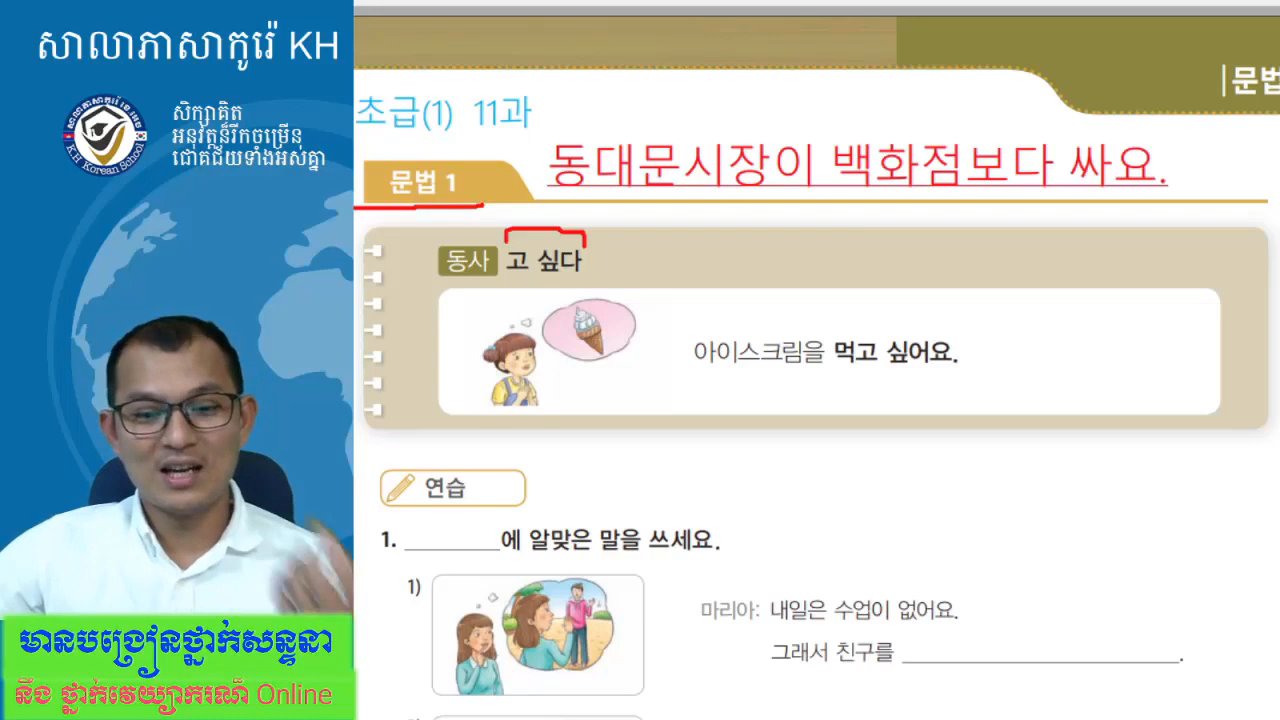 សាលាភាសាកូរ៉េ KH
សិក្សាគិត
អនុវត្តន៍រីកចម្រើន
ជោគជ័យទាំងអស់គ្នា
K.H Korean School
មានបង្រៀនថ្នាក់សន្ទនា
នឹង ថ្នាក់វេយ្យាករណ៍ Online
초급(1) 11과
동대문시장이 백화점보다 싸요.
문법 1
동사 고 싶다
아이스크림을 먹고 싶어요.
연습
1. ________에 알맞은 말을 쓰세요.
1)
마리아: 내일은 수업이 없어요.
그래서 친구를 ________________________.